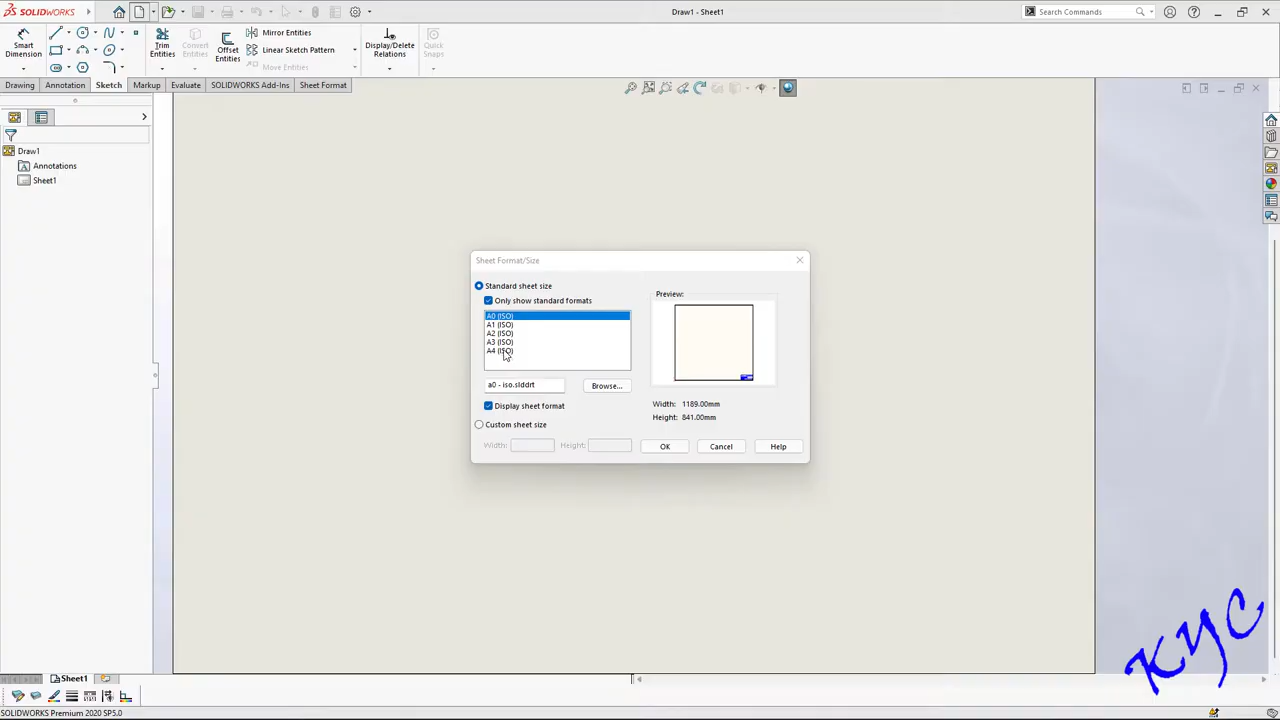 SOLIDWORKS
Draw1 - Sheet1
Search Commands
Smart Dimension
Trim Entities
Convert Entities
Offset Entities
Mirror Entities
Linear Sketch Pattern
Move Entities
Display/Delete Relations
Quick Snaps
Drawing
Annotation
Sketch
Markup
Evaluate
SOLIDWORKS Add-Ins
Sheet Format
Draw1
Annotations
Sheet1
Sheet Format/Size
Standard sheet size
Only show standard formats
A0 (ISO)
A1 (ISO)
A2 (ISO)
A3 (ISO)
A4 (ISO)
a0 - iso.slddrt
Browse...
Display sheet format
Custom sheet size
Width:
Height:
Preview:
Width: 1189.00mm
Height: 841.00mm
OK
Cancel
Help
KYC
Sheet1
SOLIDWORKS Premium 2020 SP5.0